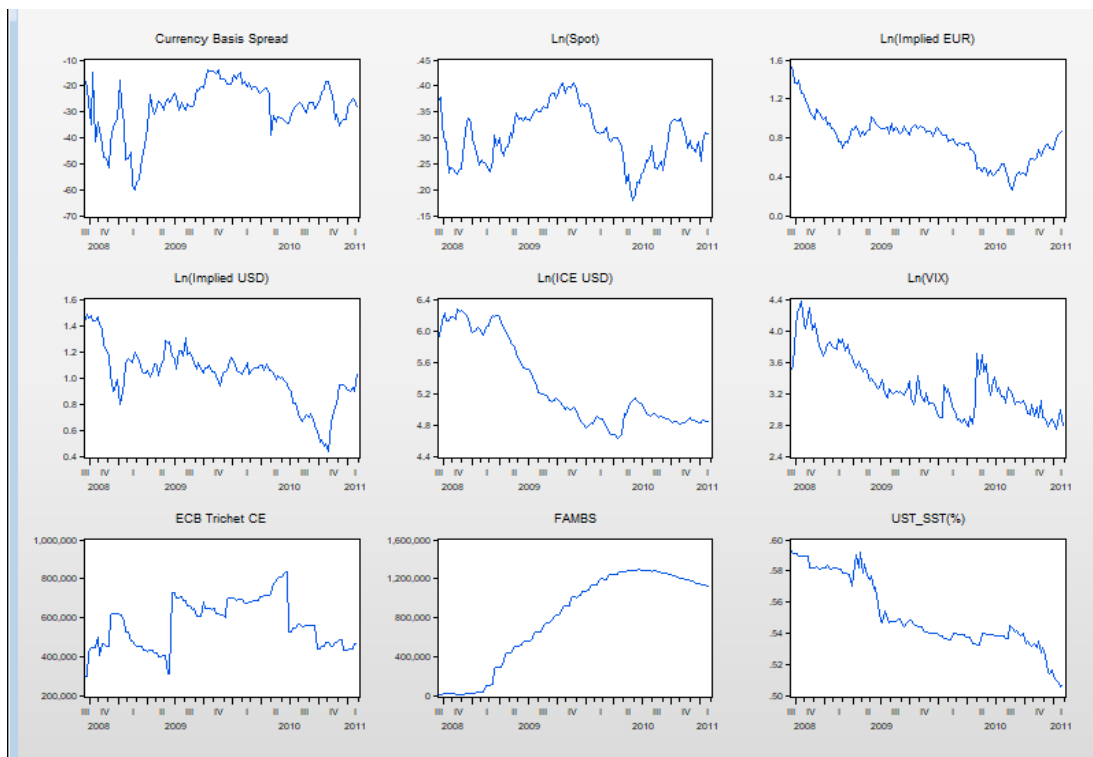 Currency Basis Spread
-10
-20
-30
-40
-50
-60
-70
III IV I II III IV I II III IV I
2008 2009 2010 2011
Ln(Spot)
.45
.40
.35
.30
.25
.20
.15
III IV I II III IV I II III IV I
2008 2009 2010 2011
Ln(Implied EUR)
1.6
1.2
0.8
0.4
0.0
III IV I II III IV I II III IV I
2008 2009 2010 2011
Ln(Implied USD)
1.6
1.4
1.2
1.0
0.8
0.6
0.4
III IV I II III IV I II III IV I
2008 2009 2010 2011
Ln(ICE USD)
6.4
6.0
5.6
5.2
4.8
4.4
III IV I II III IV I II III IV I
2008 2009 2010 2011
Ln(VIX)
4.4
4.0
3.6
3.2
2.8
2.4
III IV I II III IV I II III IV I
2008 2009 2010 2011
ECB Trichet CE
1,000,000
800,000
600,000
400,000
200,000
III IV I II III IV I II III IV I
2008 2009 2010 2011
FAMBS
1,600,000
1,200,000
800,000
400,000
0
III IV I II III IV I II III IV I
2008 2009 2010 2011
UST_SST(%)
.60
.58
.56
.54
.52
.50
III IV I II III IV I II III IV I
2008 2009 2010 2011